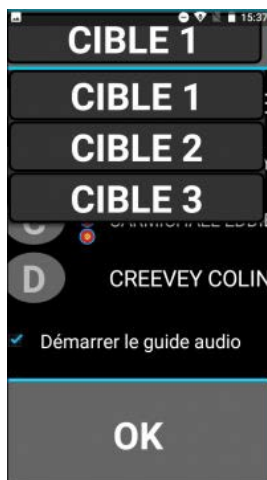 15:37
CIBLE 1
CIBLE 1
CIBLE 2
CIBLE 3
D CREEVEY COLIN
Démarrer le guide audio
OK